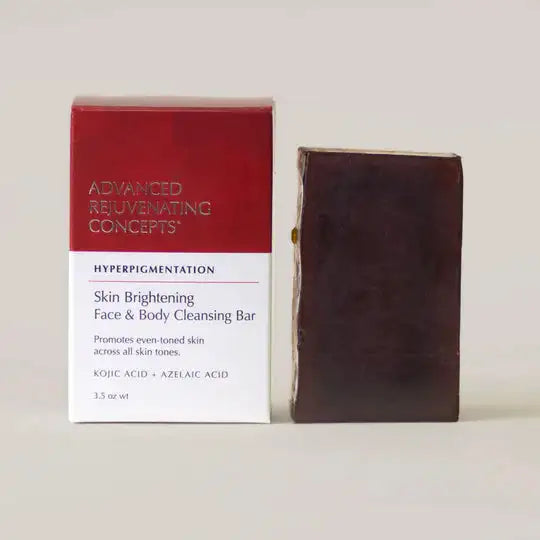 ADVANCED
REJUVENATING
CONCEPTS™
HYPERPIGMENTATION
Skin Brightening
Face & Body Cleansing Bar
Promotes even-toned skin
across all skin tones.
KOJIC ACID + AZELAIC ACID
3.5 oz wt